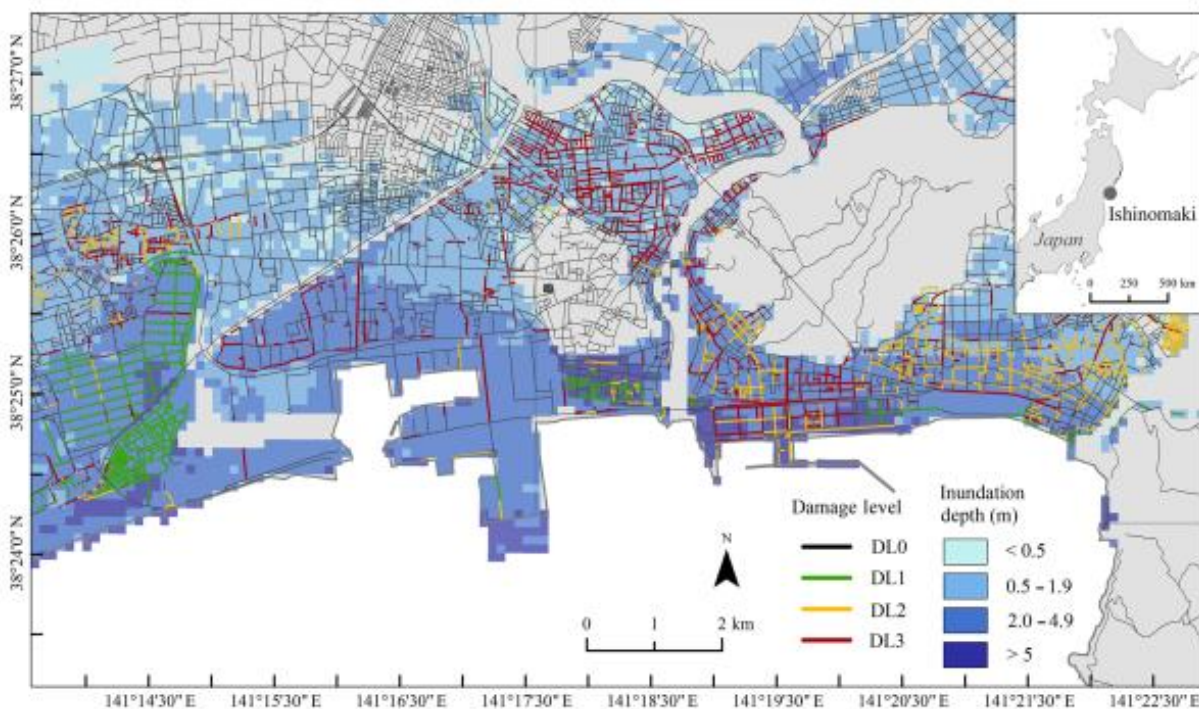 38°27'0" N
38°26'0" N
38°25'0" N
38°24'0" N
Ishinomaki
Japan
0 250 500 km
N
0 1 2 km
Damage level
DL0
DL1
DL2
DL3
Inundation
depth (m)
< 0.5
0.5 – 1.9
2.0 – 4.9
> 5
141°14'30" E 141°15'30" E 141°16'30" E 141°17'30" E 141°18'30" E 141°19'30" E 141°20'30" E 141°21'30" E 141°22'30" E